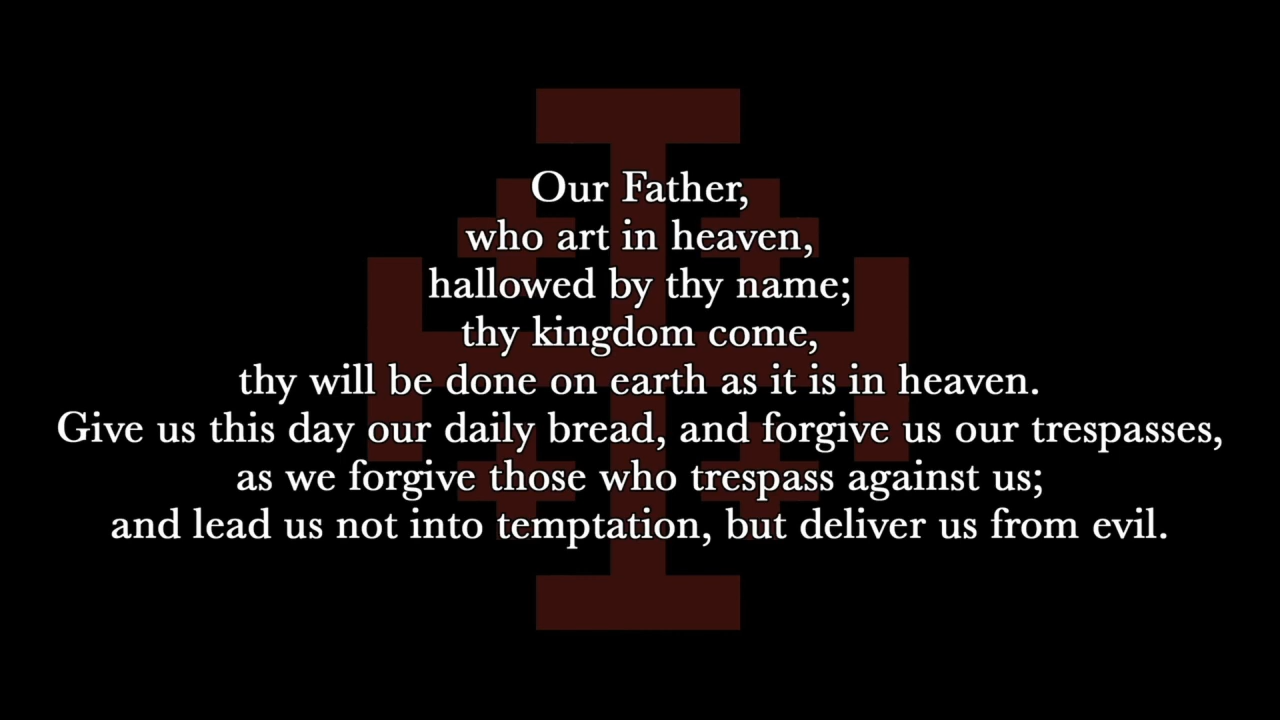 Our Father,
who art in heaven,
hallowed by thy name;
thy kingdom come,
thy will be done on earth as it is in heaven.
Give us this day our daily bread, and forgive us our trespasses,
as we forgive those who trespass against us;
and lead us not into temptation, but deliver us from evil.